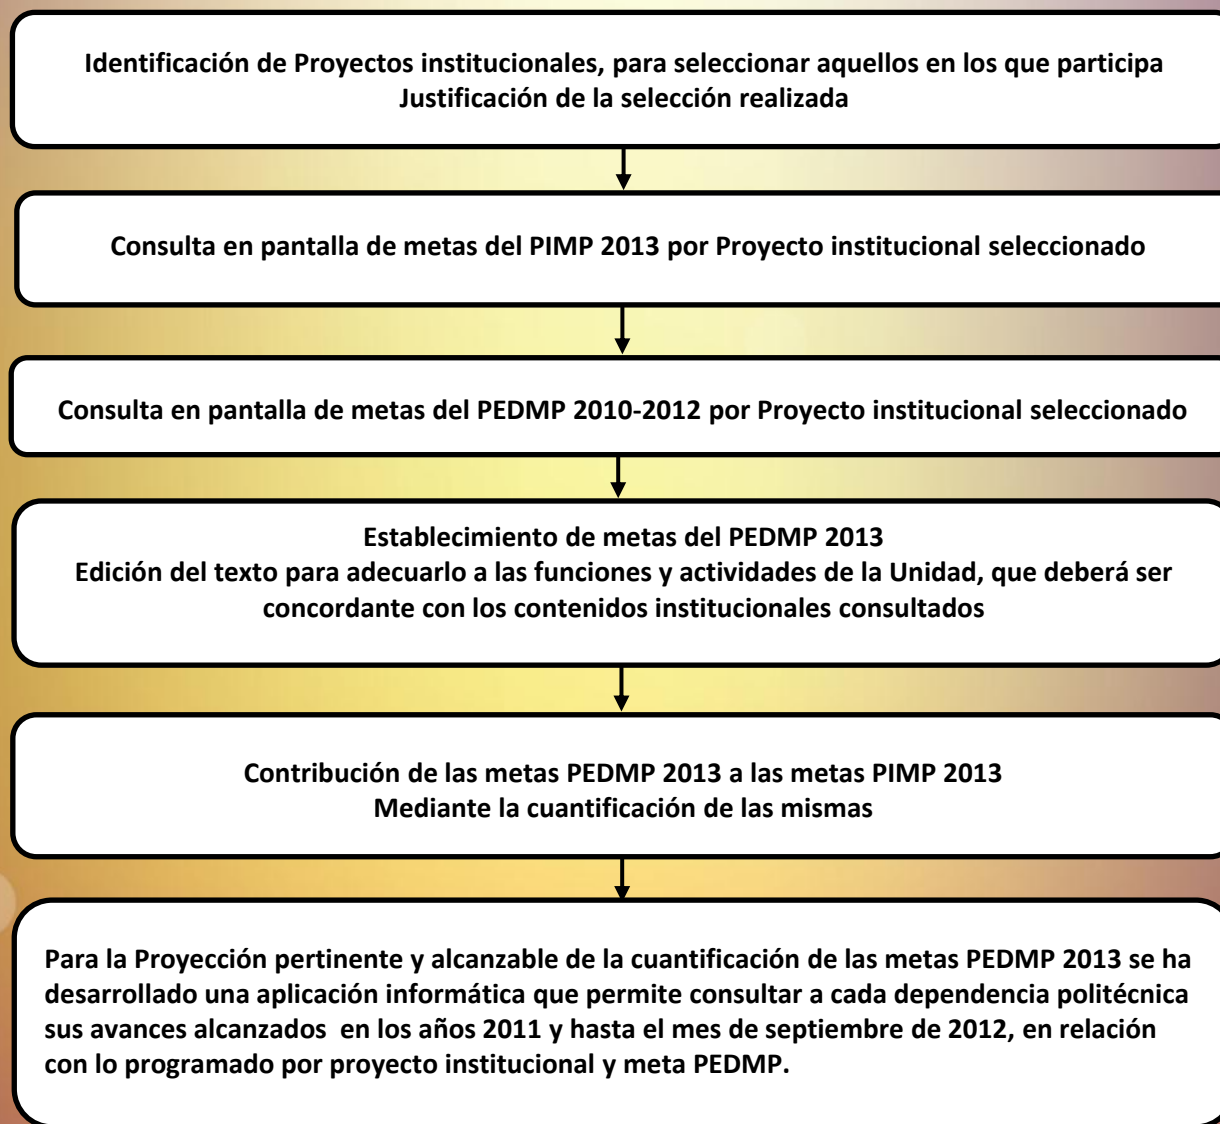 Identificación de Proyectos institucionales, para seleccionar aquellos en los que participa
Justificación de la selección realizada
Consulta en pantalla de metas del PIMP 2013 por Proyecto institucional seleccionado
Consulta en pantalla de metas del PEDMP 2010-2012 por Proyecto institucional seleccionado
Establecimiento de metas del PEDMP 2013
Edición del texto para adecuarlo a las funciones y actividades de la Unidad, que deberá ser
concordante con los contenidos institucionales consultados
Contribución de las metas PEDMP 2013 a las metas PIMP 2013
Mediante la cuantificación de las mismas
Para la Proyección pertinente y alcanzable de la cuantificación de las metas PEDMP 2013 se ha
desarrollado una aplicación informática que permite consultar a cada dependencia politécnica
sus avances alcanzados  en los años 2011 y hasta el mes de septiembre de 2012, en relación
con lo programado por proyecto institucional y meta PEDMP.